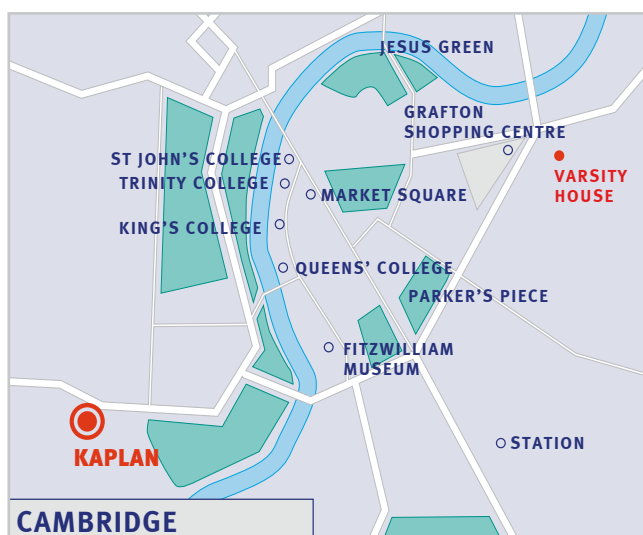 JESUS GREEN
GRAFTON
SHOPPING CENTRE
ST JOHN'S COLLEGE
TRINITY COLLEGE
VARSITY
HOUSE
MARKET SQUARE
KING'S COLLEGE
QUEENS' COLLEGE
PARKER'S PIECE
FITZWILLIAM
MUSEUM
STATION
KAPLAN
CAMBRIDGE